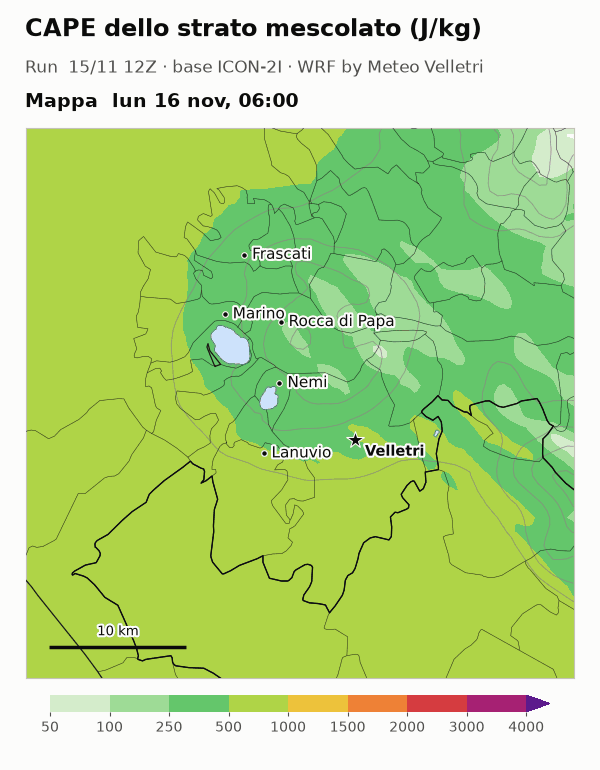 CAPE dello strato mescolato (J/kg)
Run  15/11 12Z · base ICON-2I · WRF by Meteo Velletri
Mappa  lun 16 nov, 06:00
Frascati
Marino
Rocca di Papa
Nemi
Velletri
Lanuvio
10 km
50 100 250 500 1000 1500 2000 3000 4000